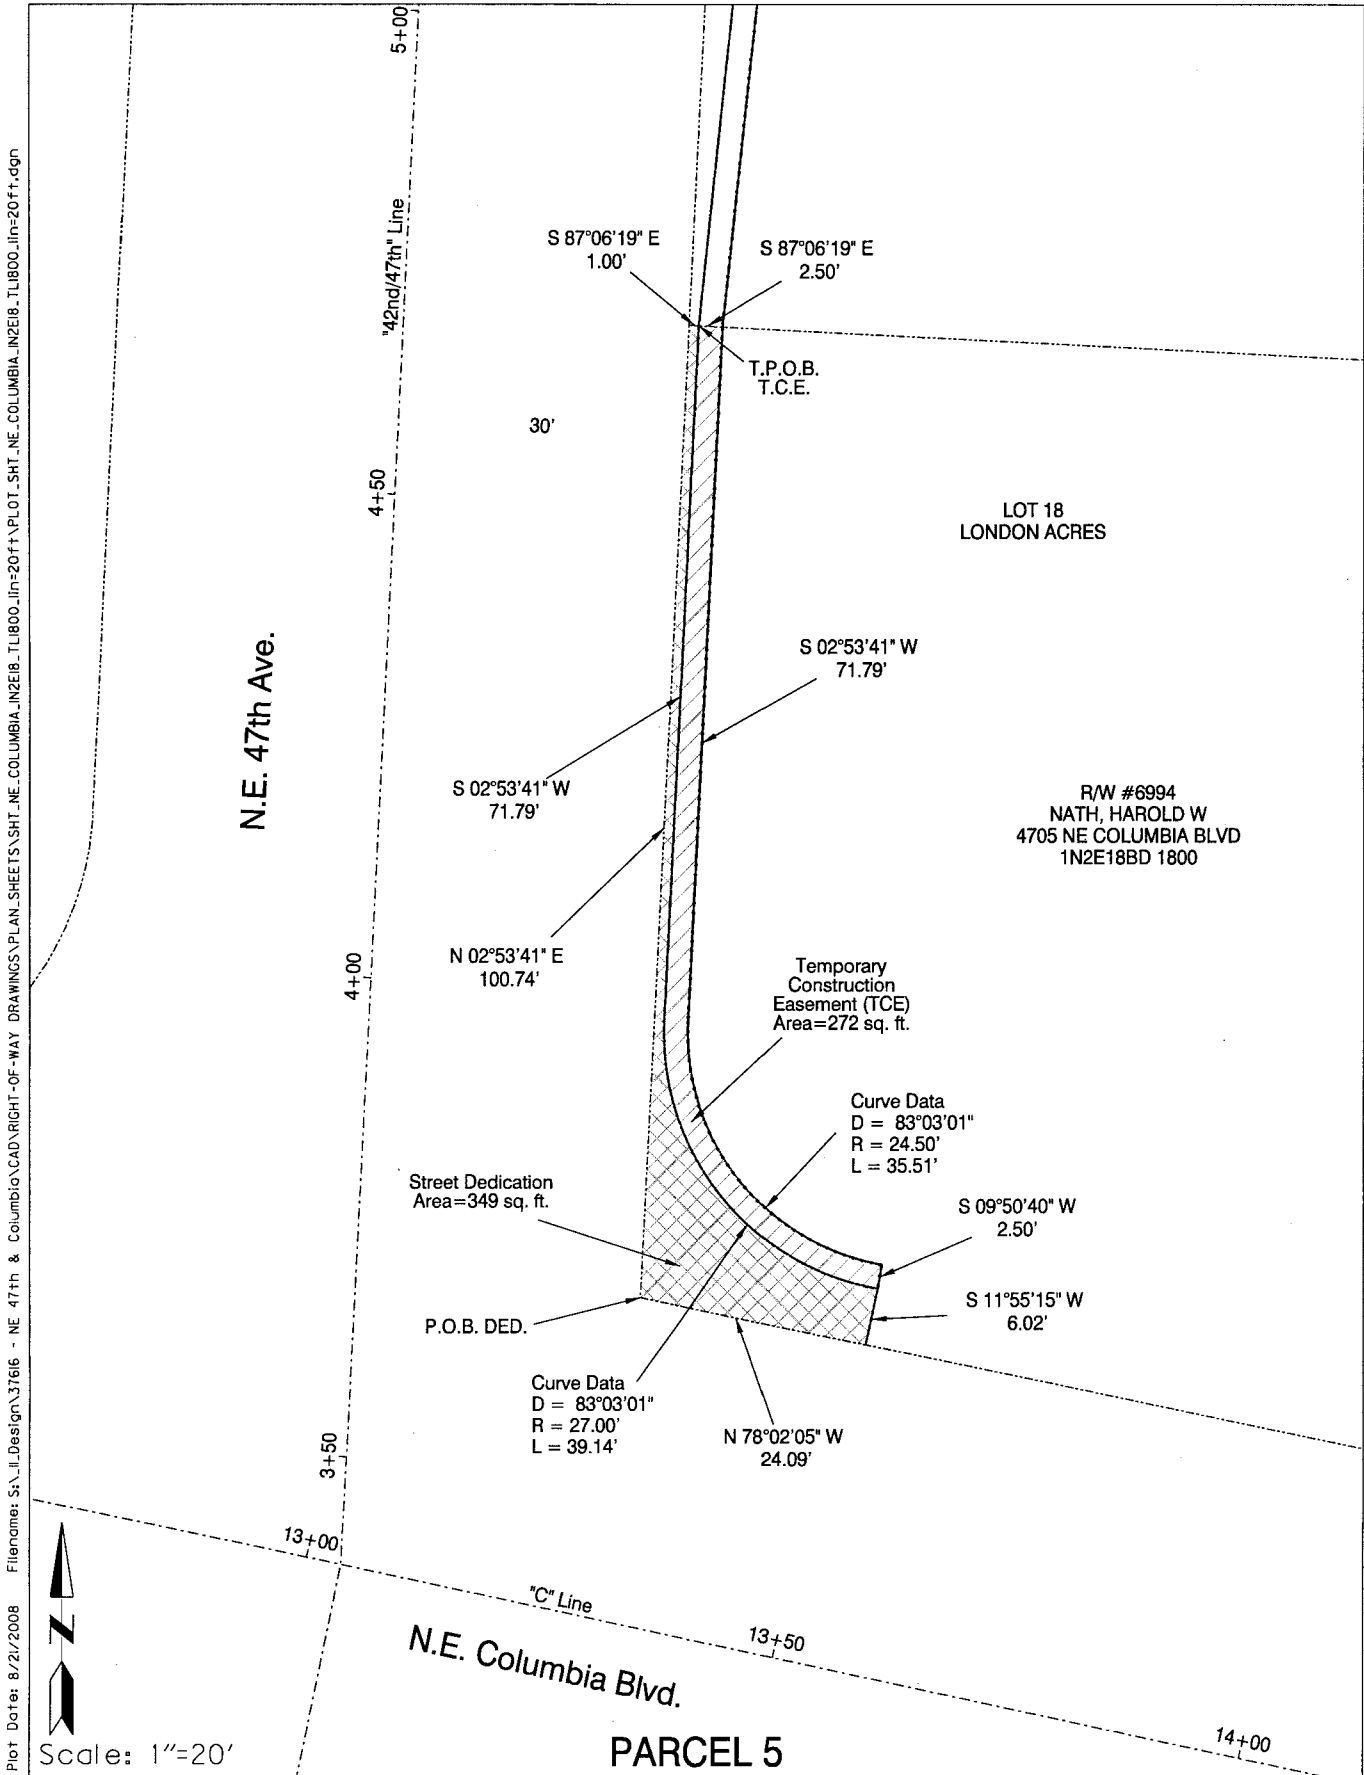 5+00
"42nd/47th" Line
S 87°06'19" E
1.00'
S 87°06'19" E
2.50'
T.P.O.B.
T.C.E.
30'
4+50
LOT 18
LONDON ACRES
N.E. 47th Ave.
S 02°53'41" W
71.79'
S 02°53'41" W
71.79'
R/W #6994
NATH, HAROLD W
4705 NE COLUMBIA BLVD
1N2E18BD 1800
N 02°53'41" E
100.74'
4+00
Temporary
Construction
Easement (TCE)
Area=272 sq. ft.
Curve Data
D = 83°03'01"
R = 24.50'
L = 35.51'
Street Dedication
Area=349 sq. ft.
S 09°50'40" W
2.50'
S 11°55'15" W
6.02'
P.O.B. DED.
Curve Data
D = 83°03'01"
R = 27.00'
L = 39.14'
N 78°02'05" W
24.09'
3+50
13+00
"C" Line
13+50
N.E. Columbia Blvd.
14+00
N
Scale: 1"=20'
PARCEL 5
Plot Date: 8/21/2008 Filename: S:\_II_Design\37616 - NE 47th & Columbia\CAD\RIGHT-OF-WAY DRAWINGS\PLAN_SHEETS\SHT_NE_COLUMBIA_1N2E18_TL1800_1in=20ft\PLOT_SHT_NE_COLUMBIA_1N2E18_TL1800_1in=20ft.dgn